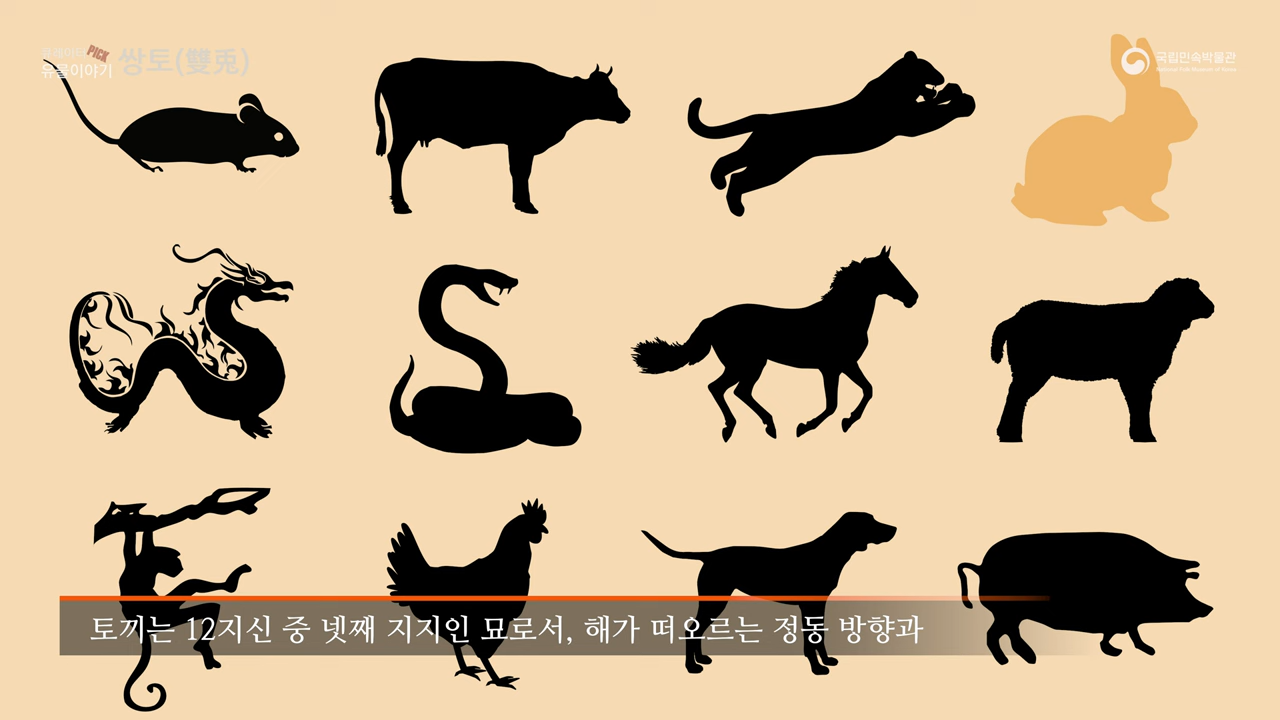 큐레이터 PICK
유물이야기
쌍토(雙兎)
국립민속박물관
National Folk Museum of Korea
토끼는 12지신 중 넷째 지지인 묘로서, 해가 떠오르는 정동 방향과